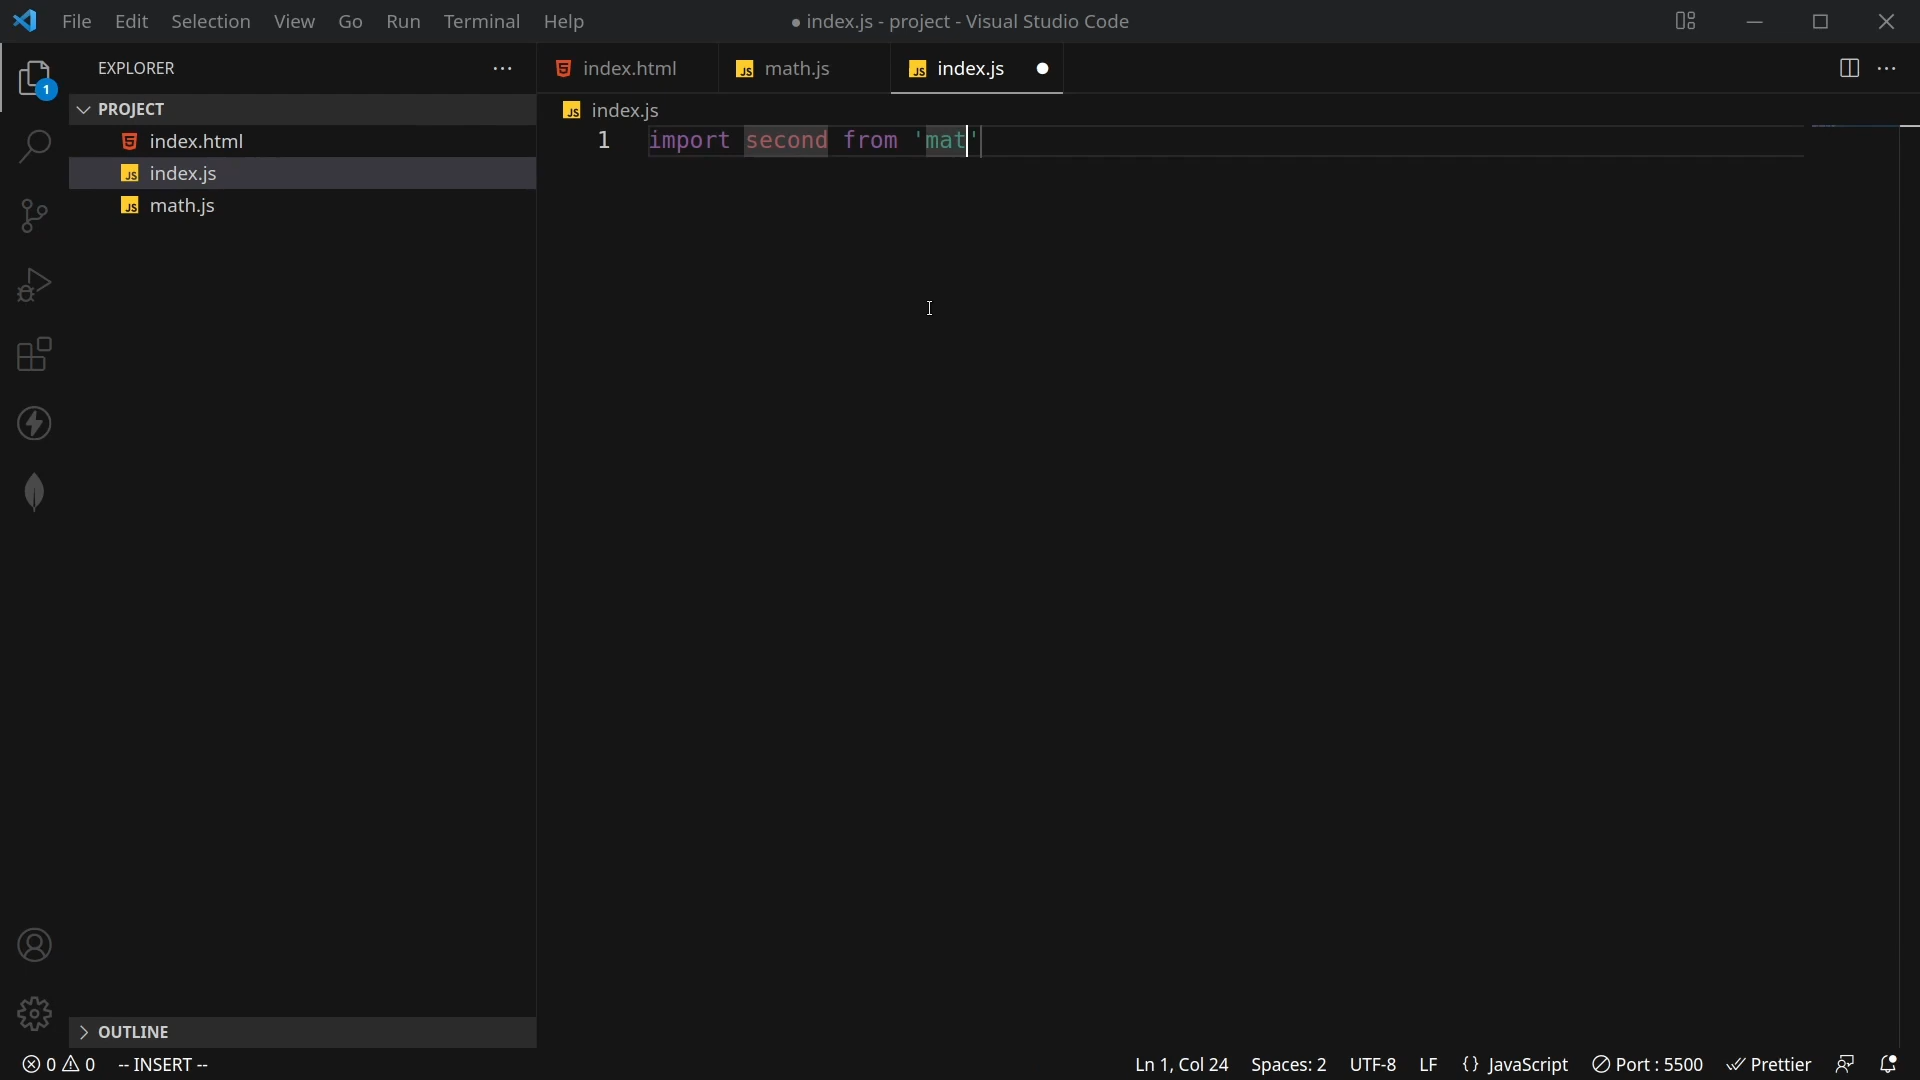 File Edit Selection View Go Run Terminal Help
● index.js - project - Visual Studio Code
EXPLORER
PROJECT
index.html
index.js
math.js
OUTLINE
1
index.html
math.js
index.js
index.js
1 import second from 'mat'
0 0 -- INSERT --
Ln 1, Col 24 Spaces: 2 UTF-8 LF {} JavaScript Port : 5500 Prettier